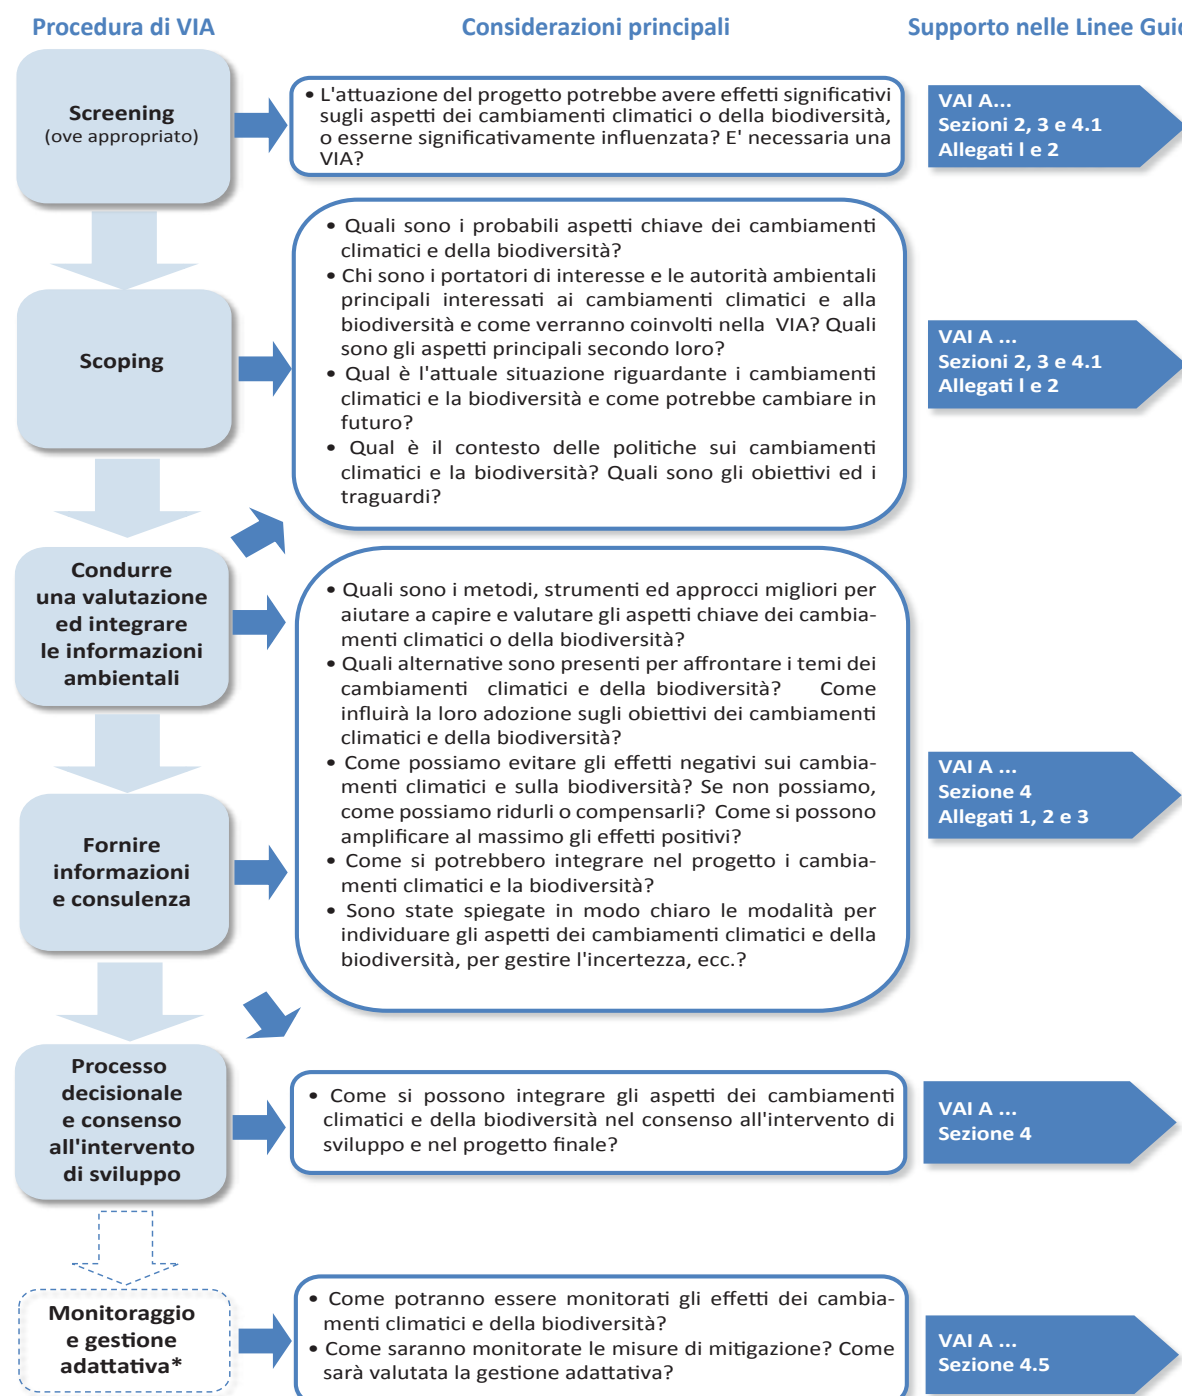 Procedura di VIA
Considerazioni principali
Supporto nelle Linee Guid
Screening
(ove appropriato)
• L'attuazione del progetto potrebbe avere effetti significativi
sugli aspetti dei cambiamenti climatici o della biodiversità,
o esserne significativamente influenzata? E' necessaria una
VIA?
VAI A...
Sezioni 2, 3 e 4.1
Allegati l e 2
Scoping
• Quali sono i probabili aspetti chiave dei cambiamenti
climatici e della biodiversità?
• Chi sono i portatori di interesse e le autorità ambientali
principali interessati ai cambiamenti climatici e alla
biodiversità e come verranno coinvolti nella VIA? Quali
sono gli aspetti principali secondo loro?
• Qual è l'attuale situazione riguardante i cambiamenti
climatici e la biodiversità e come potrebbe cambiare in
futuro?
• Qual è il contesto delle politiche sui cambiamenti
climatici e la biodiversità? Quali sono gli obiettivi ed i
traguardi?
VAI A ...
Sezioni 2, 3 e 4.1
Allegati l e 2
Condurre
una valutazione
ed integrare
le informazioni
ambientali
Fornire
informazioni
e consulenza
• Quali sono i metodi, strumenti ed approcci migliori per
aiutare a capire e valutare gli aspetti chiave dei cambia-
menti climatici o della biodiversità?
• Quali alternative sono presenti per affrontare i temi dei
cambiamenti climatici e della biodiversità? Come
influirà la loro adozione sugli obiettivi dei cambiamenti
climatici e della biodiversità?
• Come possiamo evitare gli effetti negativi sui cambia-
menti climatici e sulla biodiversità? Se non possiamo,
come possiamo ridurli o compensarli? Come si possono
amplificare al massimo gli effetti positivi?
• Come si potrebbero integrare nel progetto i cambia-
menti climatici e la biodiversità?
• Sono state spiegate in modo chiaro le modalità per
individuare gli aspetti dei cambiamenti climatici e della
biodiversità, per gestire l'incertezza, ecc.?
VAI A ...
Sezione 4
Allegati 1, 2 e 3
Processo
decisionale
e consenso
all'intervento
di sviluppo
• Come si possono integrare gli aspetti dei cambiamenti
climatici e della biodiversità nel consenso all'intervento di
sviluppo e nel progetto finale?
VAI A ...
Sezione 4
Monitoraggio
e gestione
adattativa*
• Come potranno essere monitorati gli effetti dei cambia-
menti climatici e della biodiversità?
• Come saranno monitorate le misure di mitigazione? Come
sarà valutata la gestione adattativa?
VAI A ...
Sezione 4.5